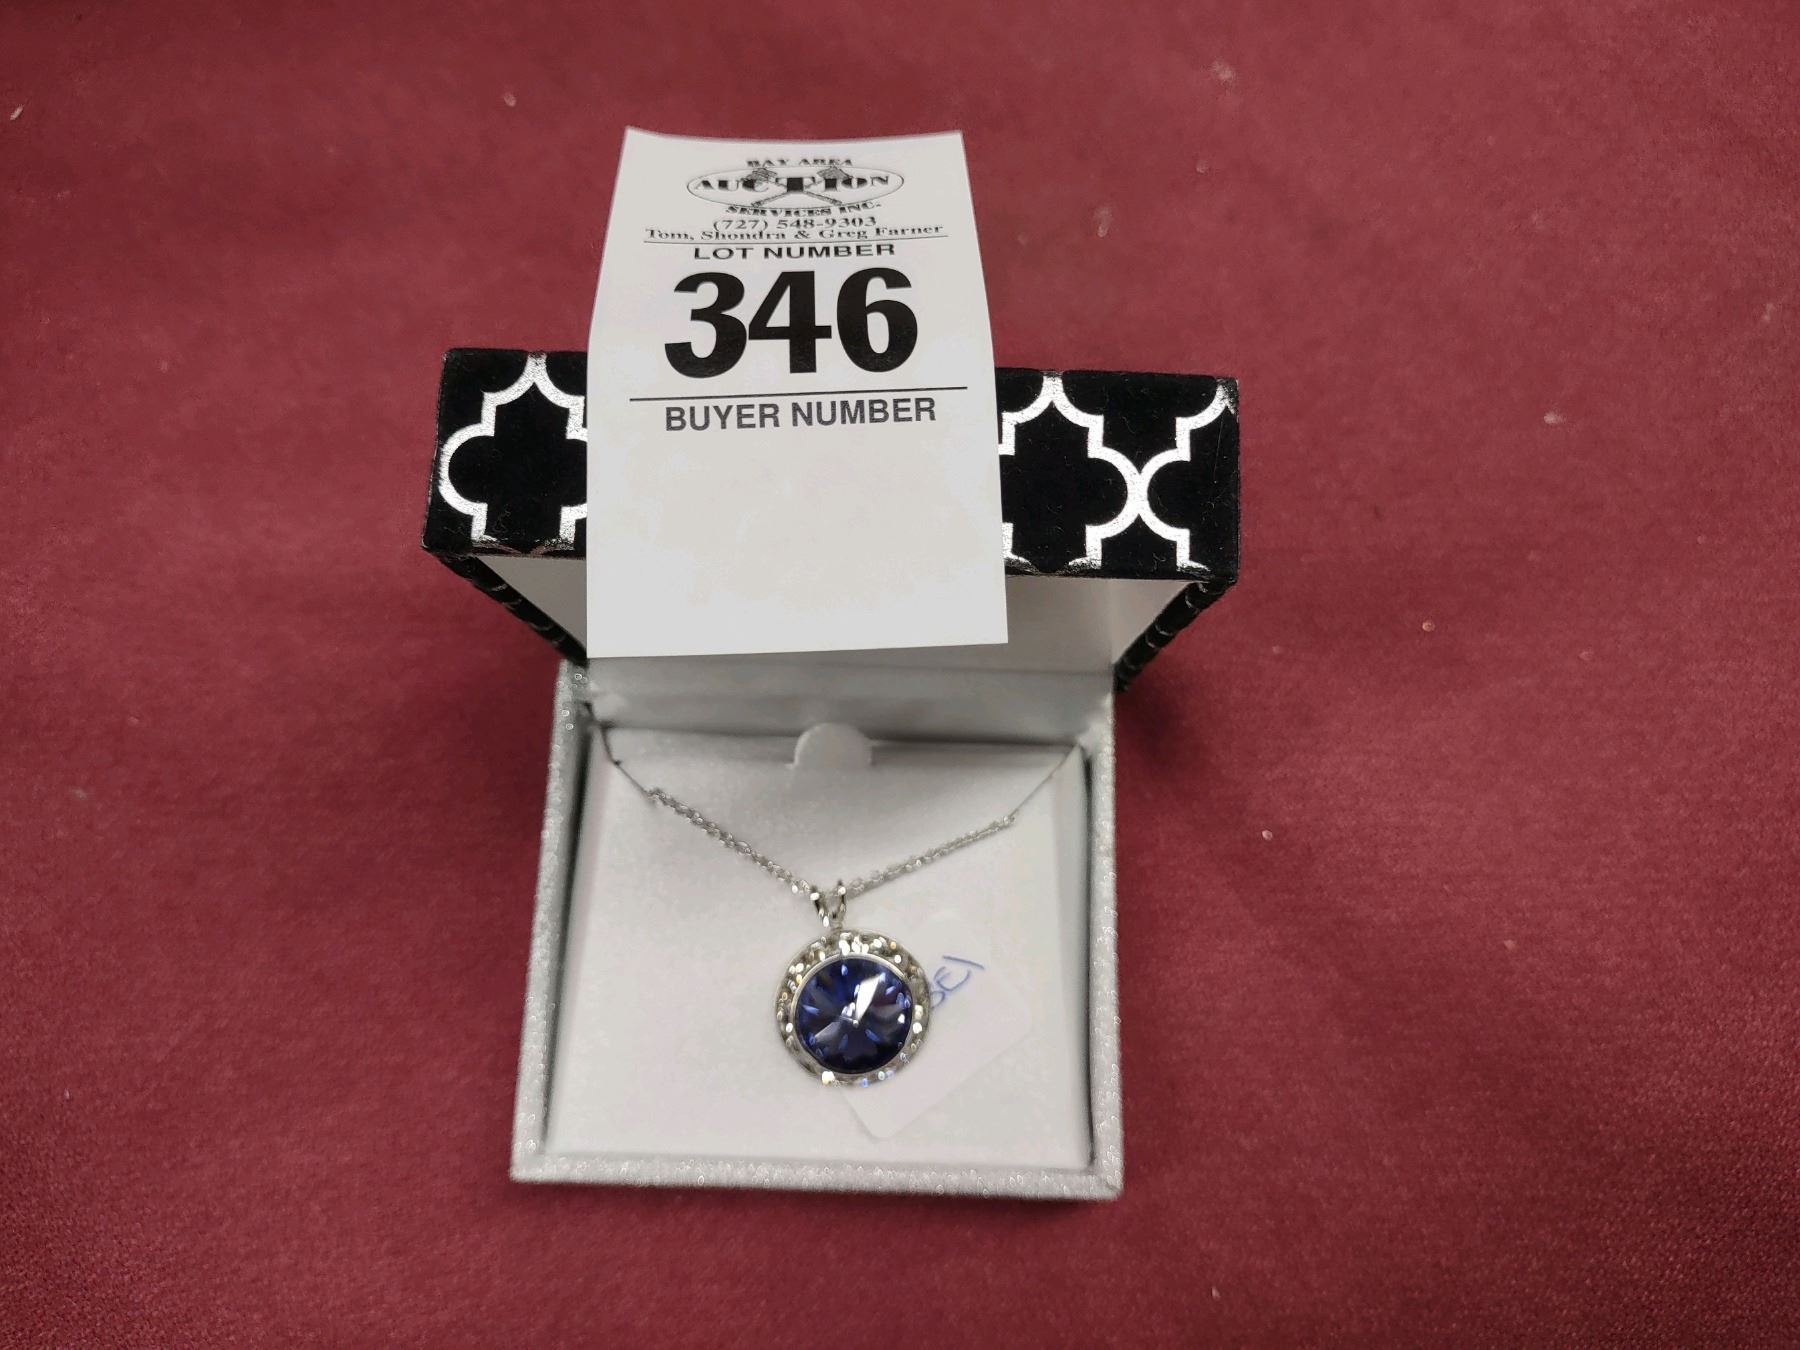 BAY AREA
AUCTION
SERVICES INC.
(727) 548-9303
Tom, Shondra & Greg Farner
LOT NUMBER
346
BUYER NUMBER